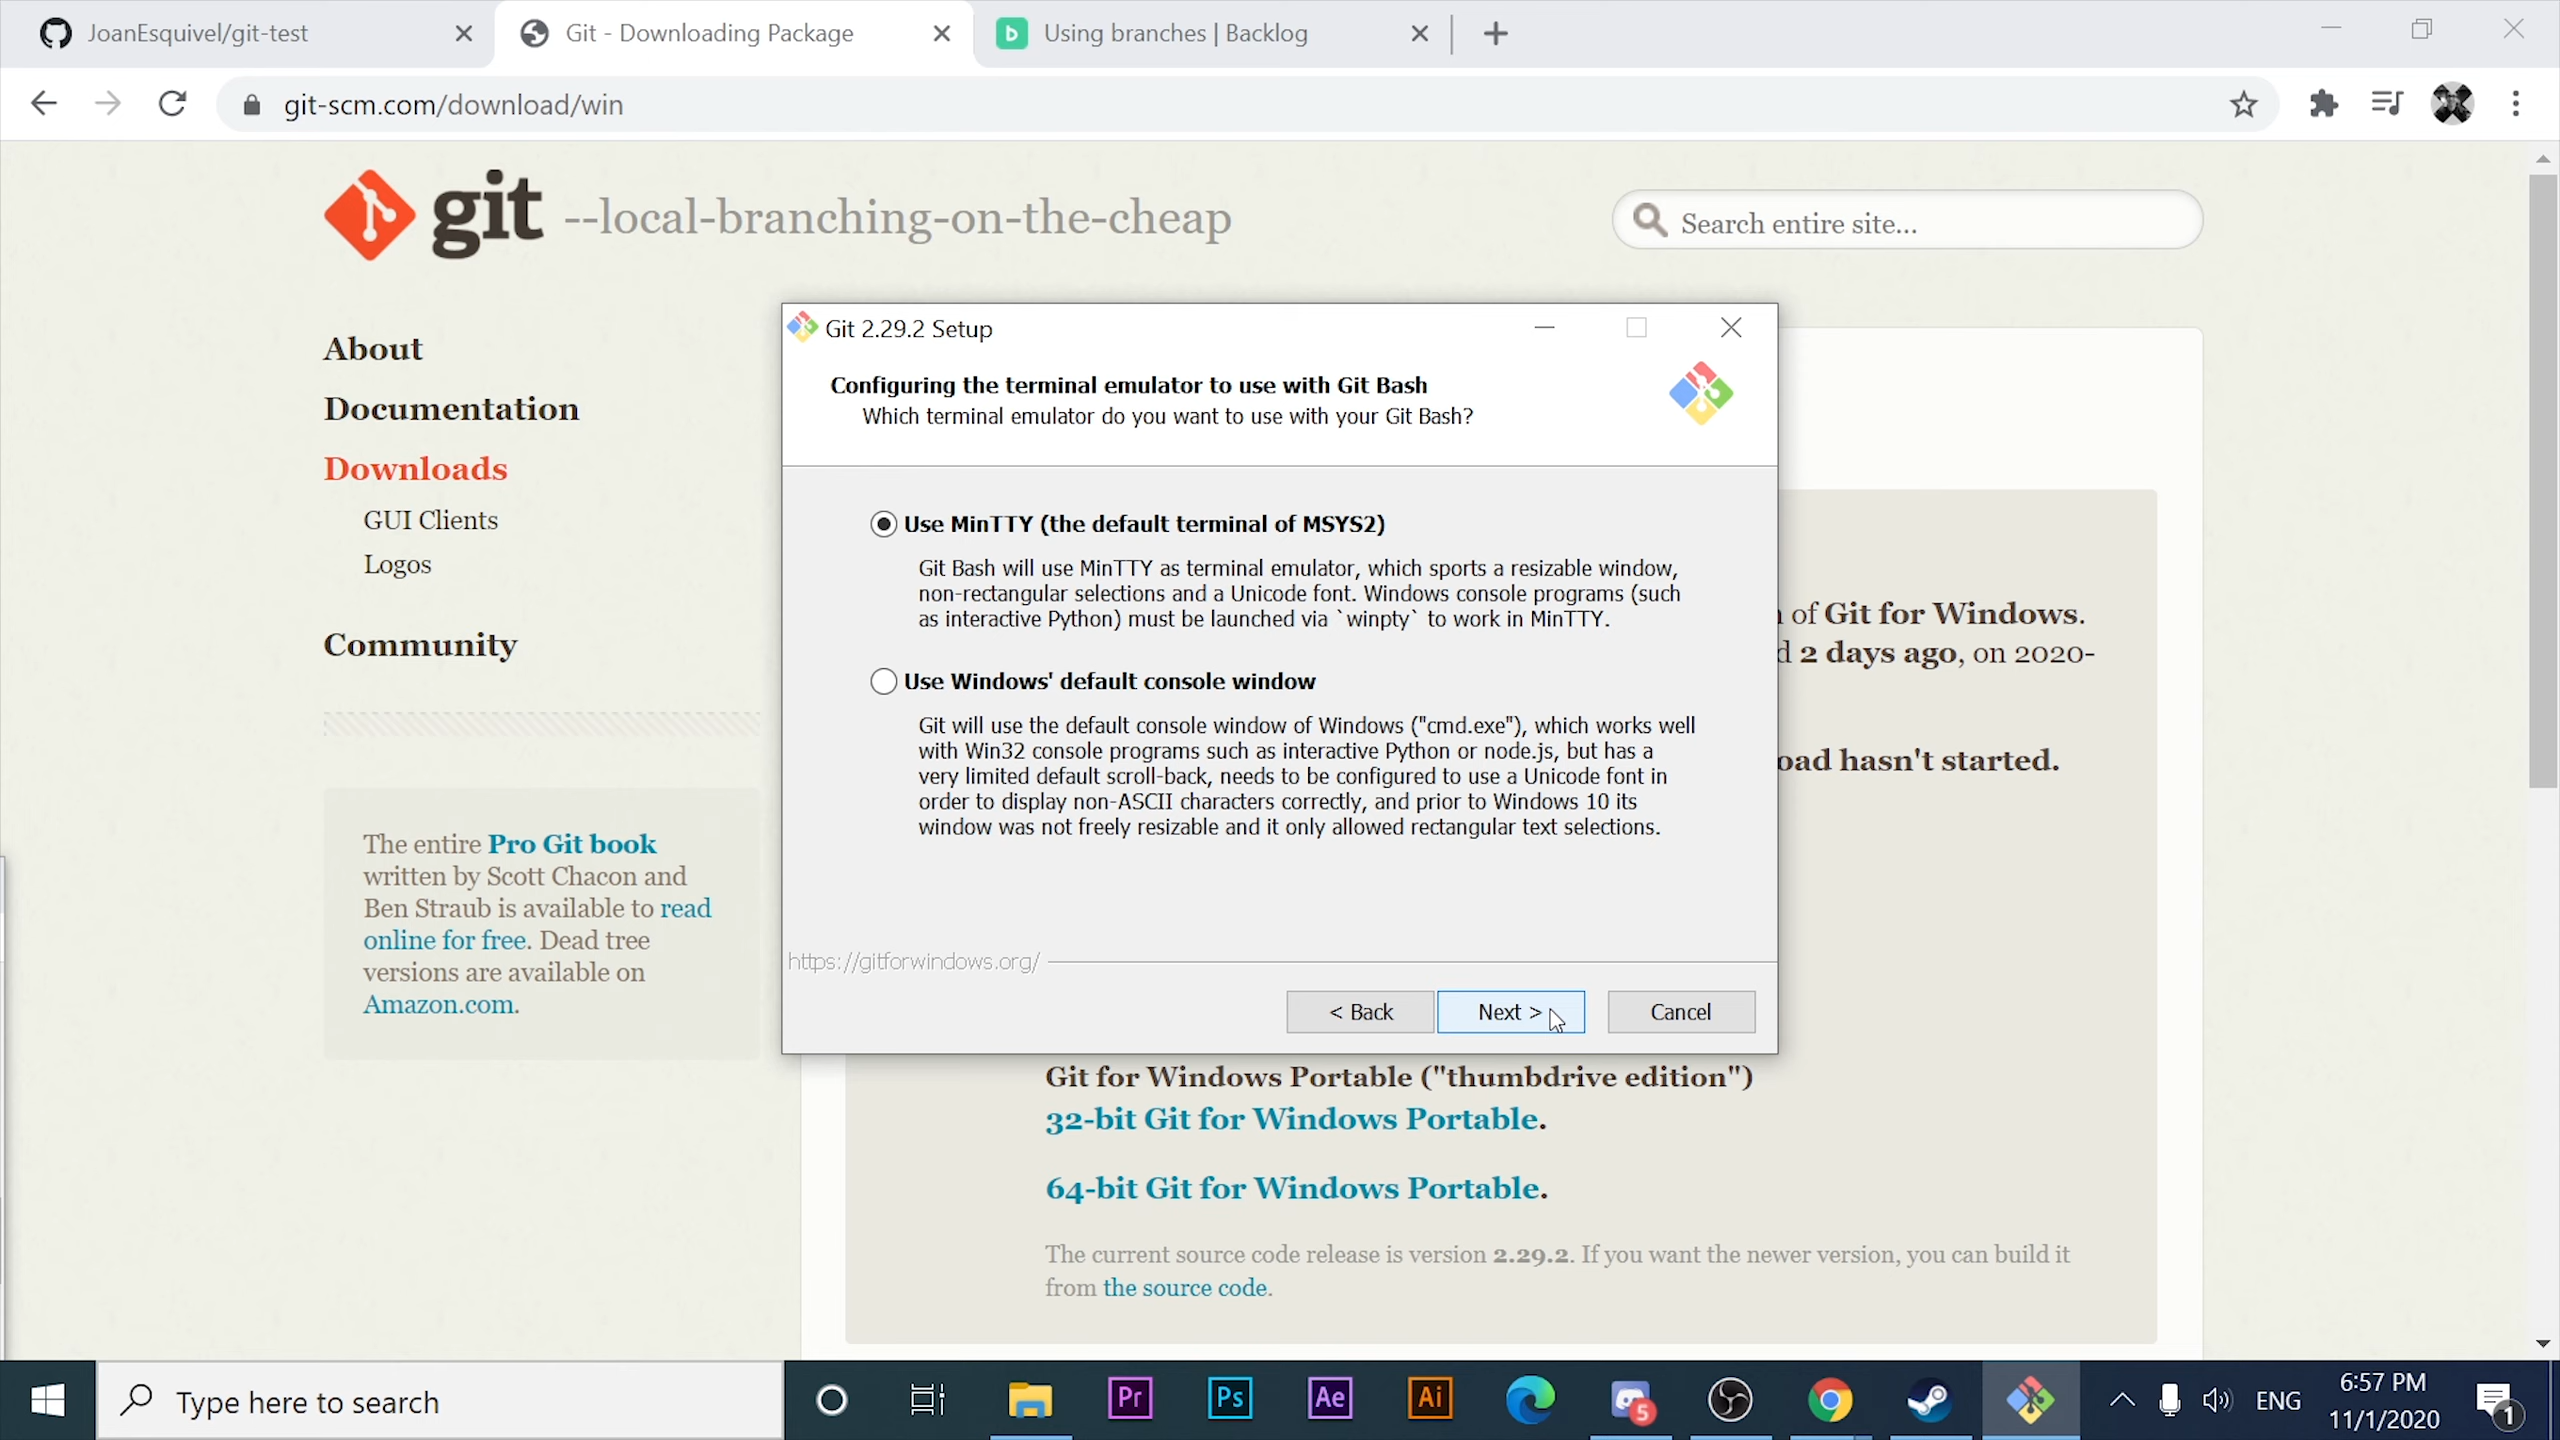 JoanEsquivel/git-test
Git - Downloading Package
Using branches | Backlog
git-scm.com/download/win
git --local-branching-on-the-cheap
Search entire site...
About
Documentation
Downloads
GUI Clients
Logos
Community
The entire Pro Git book
written by Scott Chacon and
Ben Straub is available to read
online for free. Dead tree
versions are available on
Amazon.com.
Git 2.29.2 Setup
Configuring the terminal emulator to use with Git Bash
Which terminal emulator do you want to use with your Git Bash?
Use MinTTY (the default terminal of MSYS2)
Git Bash will use MinTTY as terminal emulator, which sports a resizable window,
non-rectangular selections and a Unicode font. Windows console programs (such
as interactive Python) must be launched via `winpty` to work in MinTTY.
Use Windows' default console window
Git will use the default console window of Windows ("cmd.exe"), which works well
with Win32 console programs such as interactive Python or node.js, but has a
very limited default scroll-back, needs to be configured to use a Unicode font in
order to display non-ASCII characters correctly, and prior to Windows 10 its
window was not freely resizable and it only allowed rectangular text selections.
https://gitforwindows.org/
< Back
Next >
Cancel
of Git for Windows.
2 days ago, on 2020-
oad hasn't started.
Git for Windows Portable ("thumbdrive edition")
32-bit Git for Windows Portable.
64-bit Git for Windows Portable.
The current source code release is version 2.29.2. If you want the newer version, you can build it
from the source code.
Type here to search
Pr
Ps
Ae
Ai
5
ENG
6:57 PM
11/1/2020
1